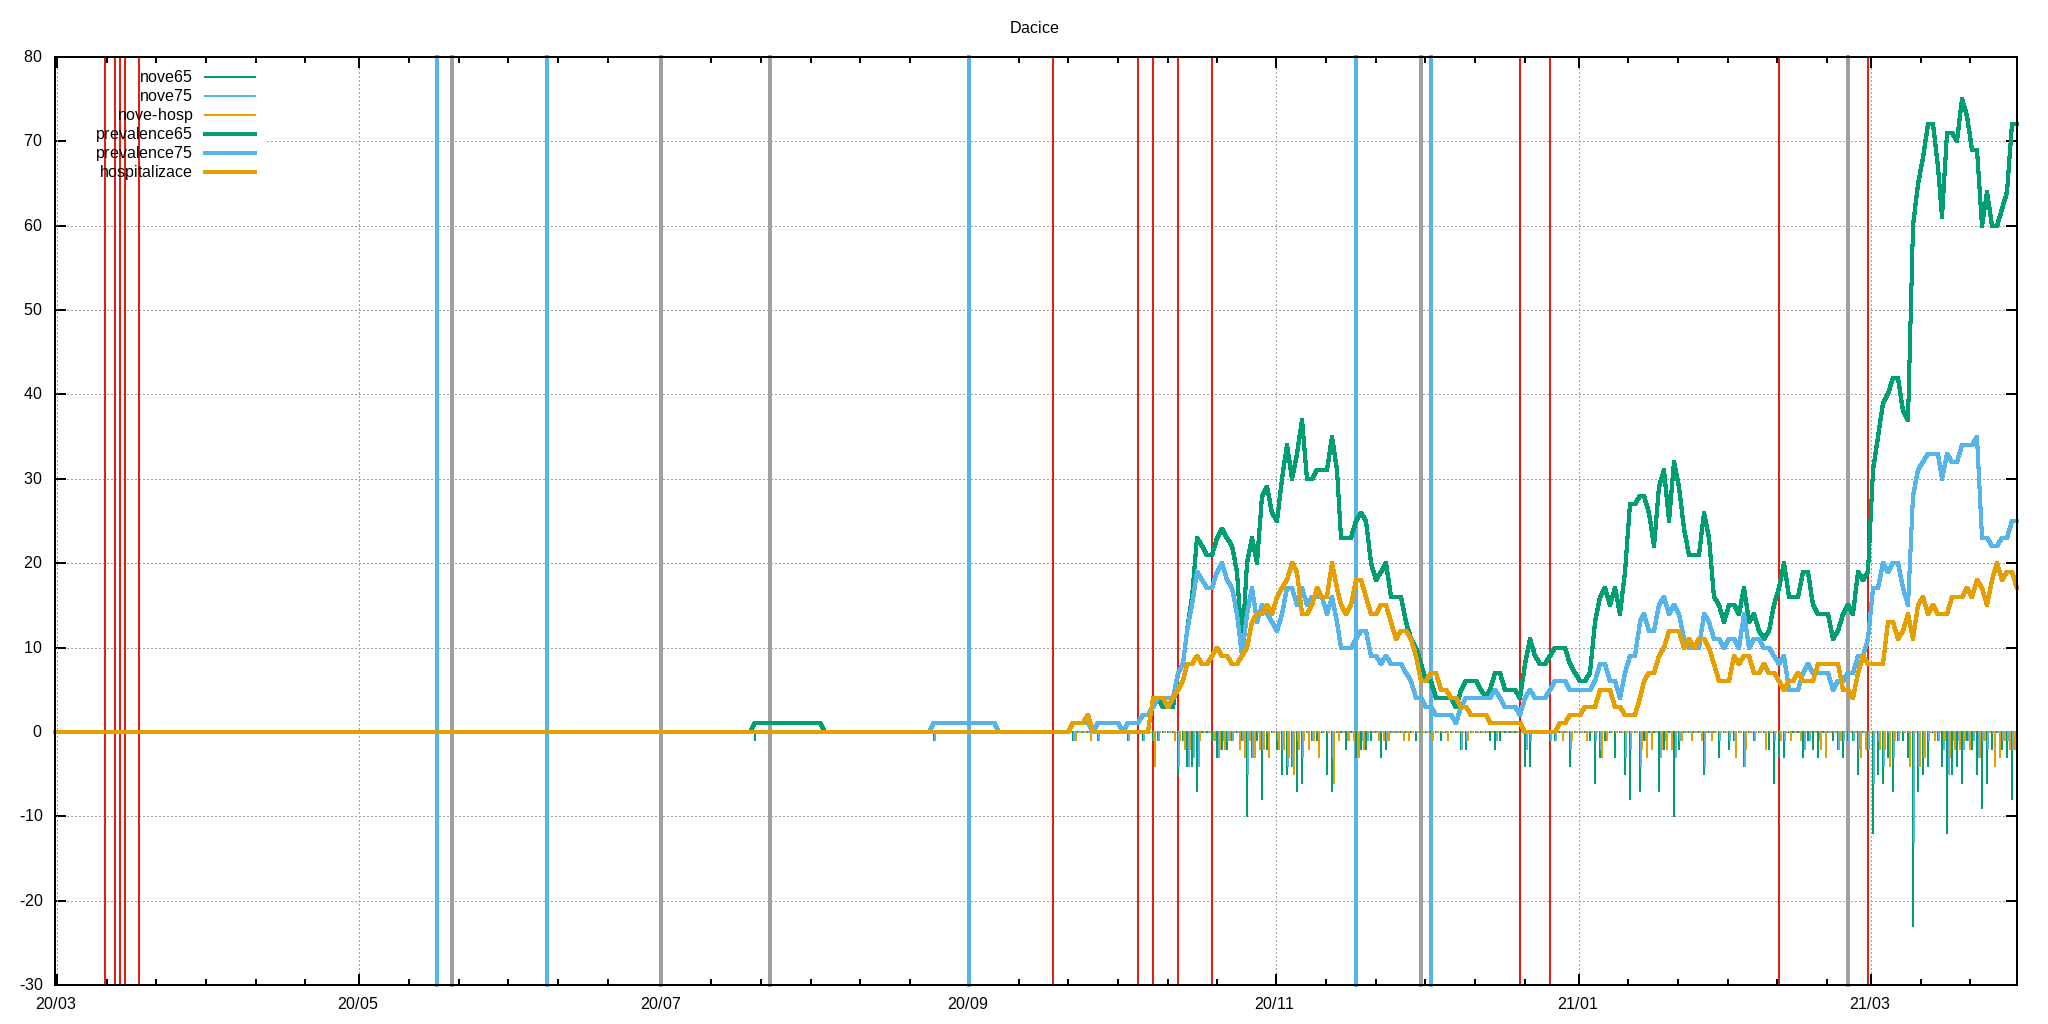 Dacice
80
nove65
nove75
nove-hosp
prevalence65
prevalence75
hospitalizace
70
60
50
40
30
20
10
0
-10
-20
-30
20/03 20/05 20/07 20/09 20/11 21/01 21/03